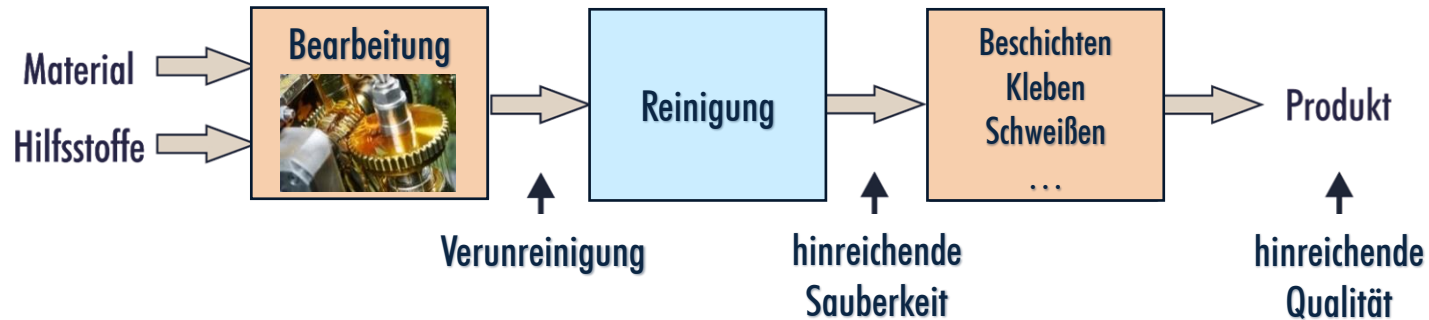 Material
Hilfsstoffe
Bearbeitung
Verunreinigung
Reinigung
hinreichende
Sauberkeit
Beschichten
Kleben
Schweißen
...
Produkt
hinreichende
Qualität